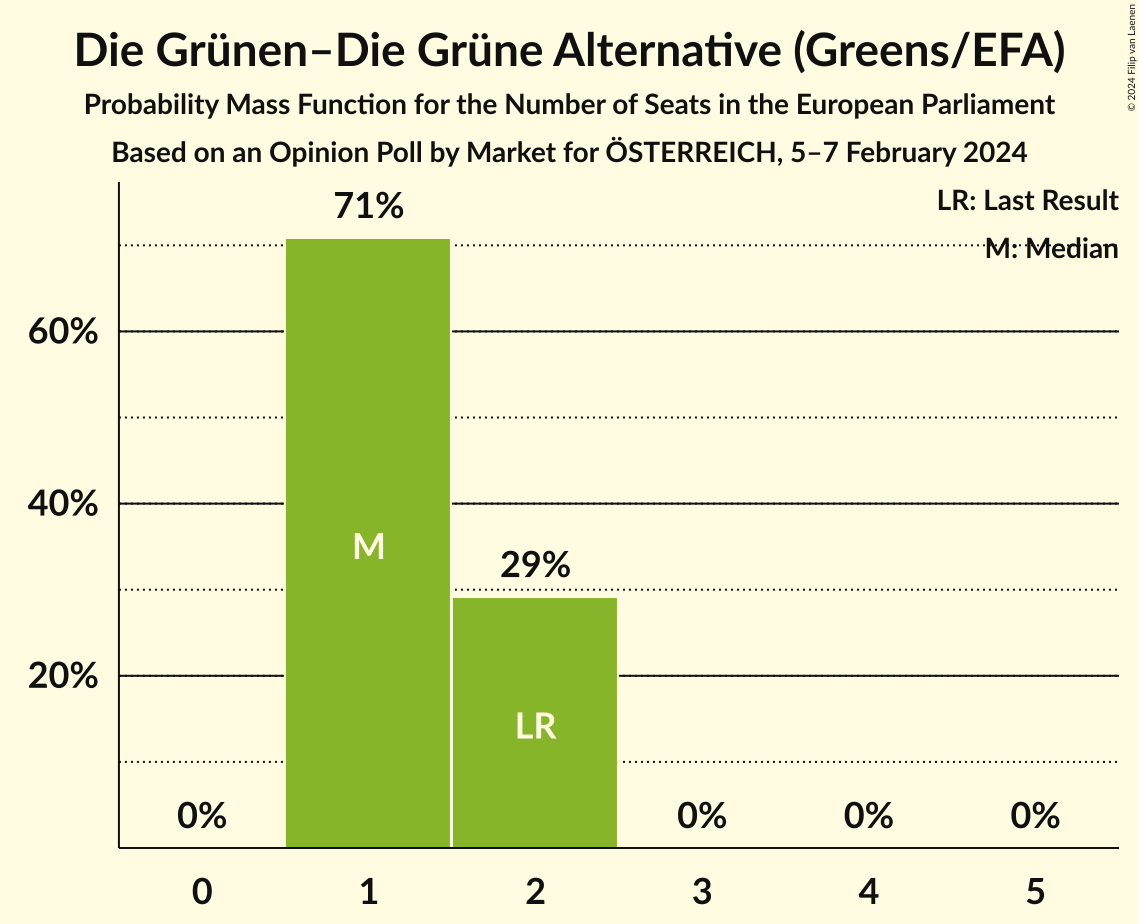 Die Grünen–Die Grüne Alternative (Greens/EFA)
Probability Mass Function for the Number of Seats in the European Parliament
Based on an Opinion Poll by Market for ÖSTERREICH, 5–7 February 2024
© 2024 Filip van Laenen
LR: Last Result
M: Median
71%
60%
40%
M
29%
20%
LR
0% 0% 0% 0%
0 1 2 3 4 5